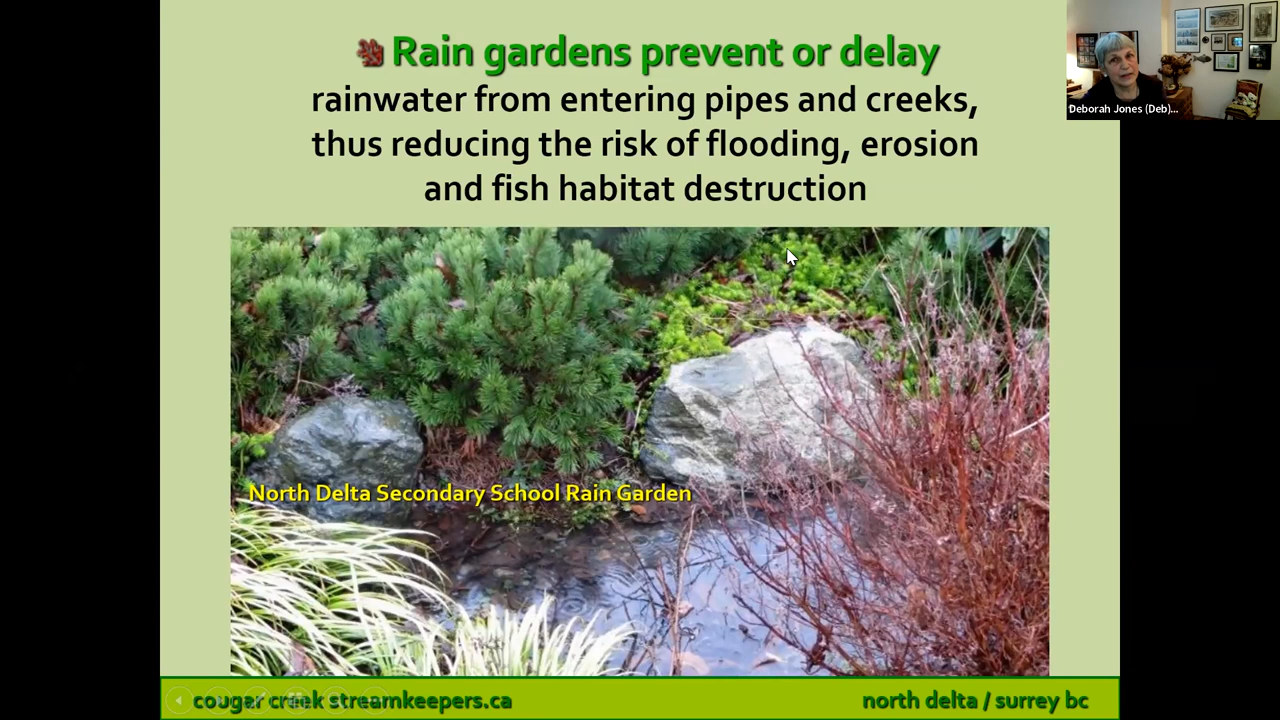 Rain gardens prevent or delay
rainwater from entering pipes and creeks,
thus reducing the risk of flooding, erosion
and fish habitat destruction
Deborah Jones (Deb)...
North Delta Secondary School Rain Garden
cougar creek streamkeepers.ca
north delta / surrey bc